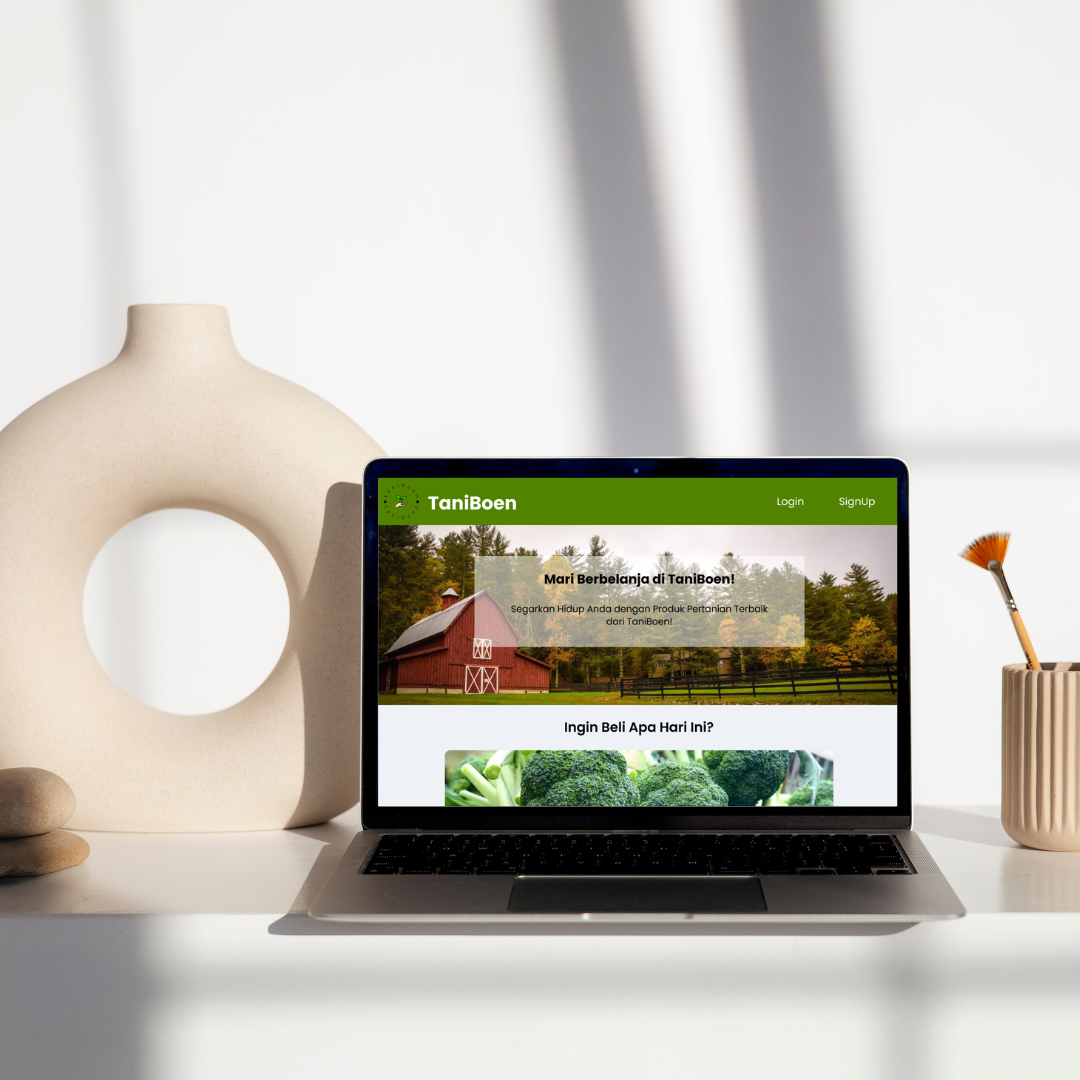 TaniBoen
Login
SignUp
Mari Berbelanja di TaniBoen!
Segarkan Hidup Anda dengan Produk Pertanian Terbaik
dari TaniBoen!
Ingin Beli Apa Hari Ini?